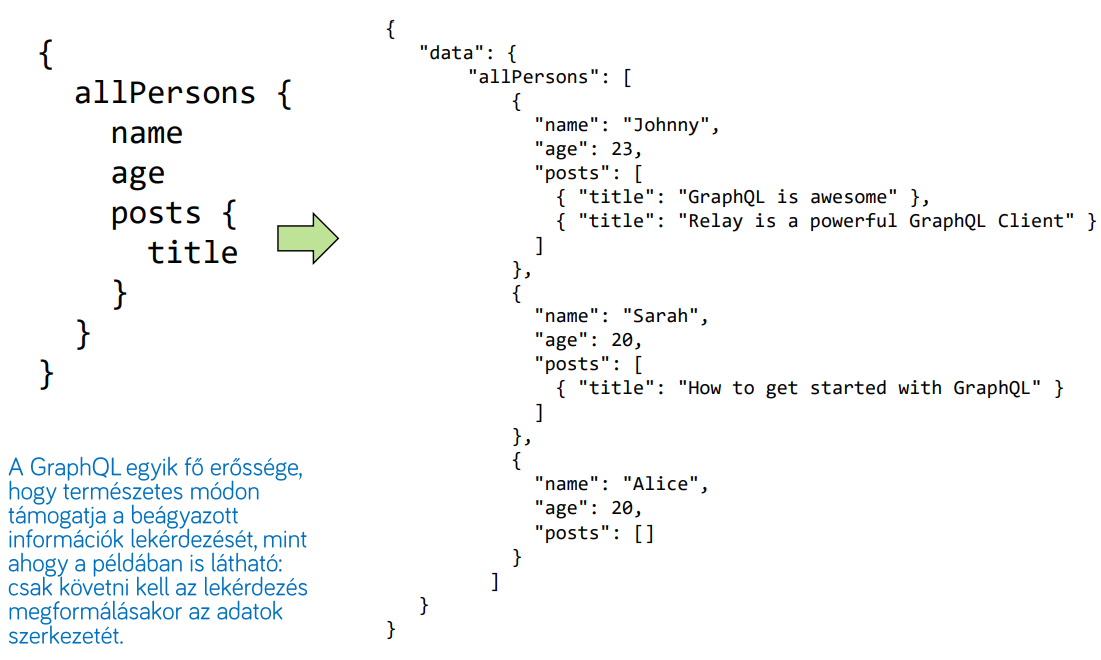 {
  allPersons {
    name
    age
    posts {
      title
    }
  }
}
A GraphQL egyik fő erőssége,
hogy természetes módon
támogatja a beágyazott
információk lekérdezését, mint
ahogy a példában is látható:
csak követni kell az lekérdezés
megformálásakor az adatok
szerkezetét.
{
   "data": {
       "allPersons": [
           {
             "name": "Johnny",
             "age": 23,
             "posts": [
               { "title": "GraphQL is awesome" },
               { "title": "Relay is a powerful GraphQL Client" }
             ]
           },
           {
             "name": "Sarah",
             "age": 20,
             "posts": [
               { "title": "How to get started with GraphQL" }
             ]
           },
           {
             "name": "Alice",
             "age": 20,
             "posts": []
           }
         ]
   }
}